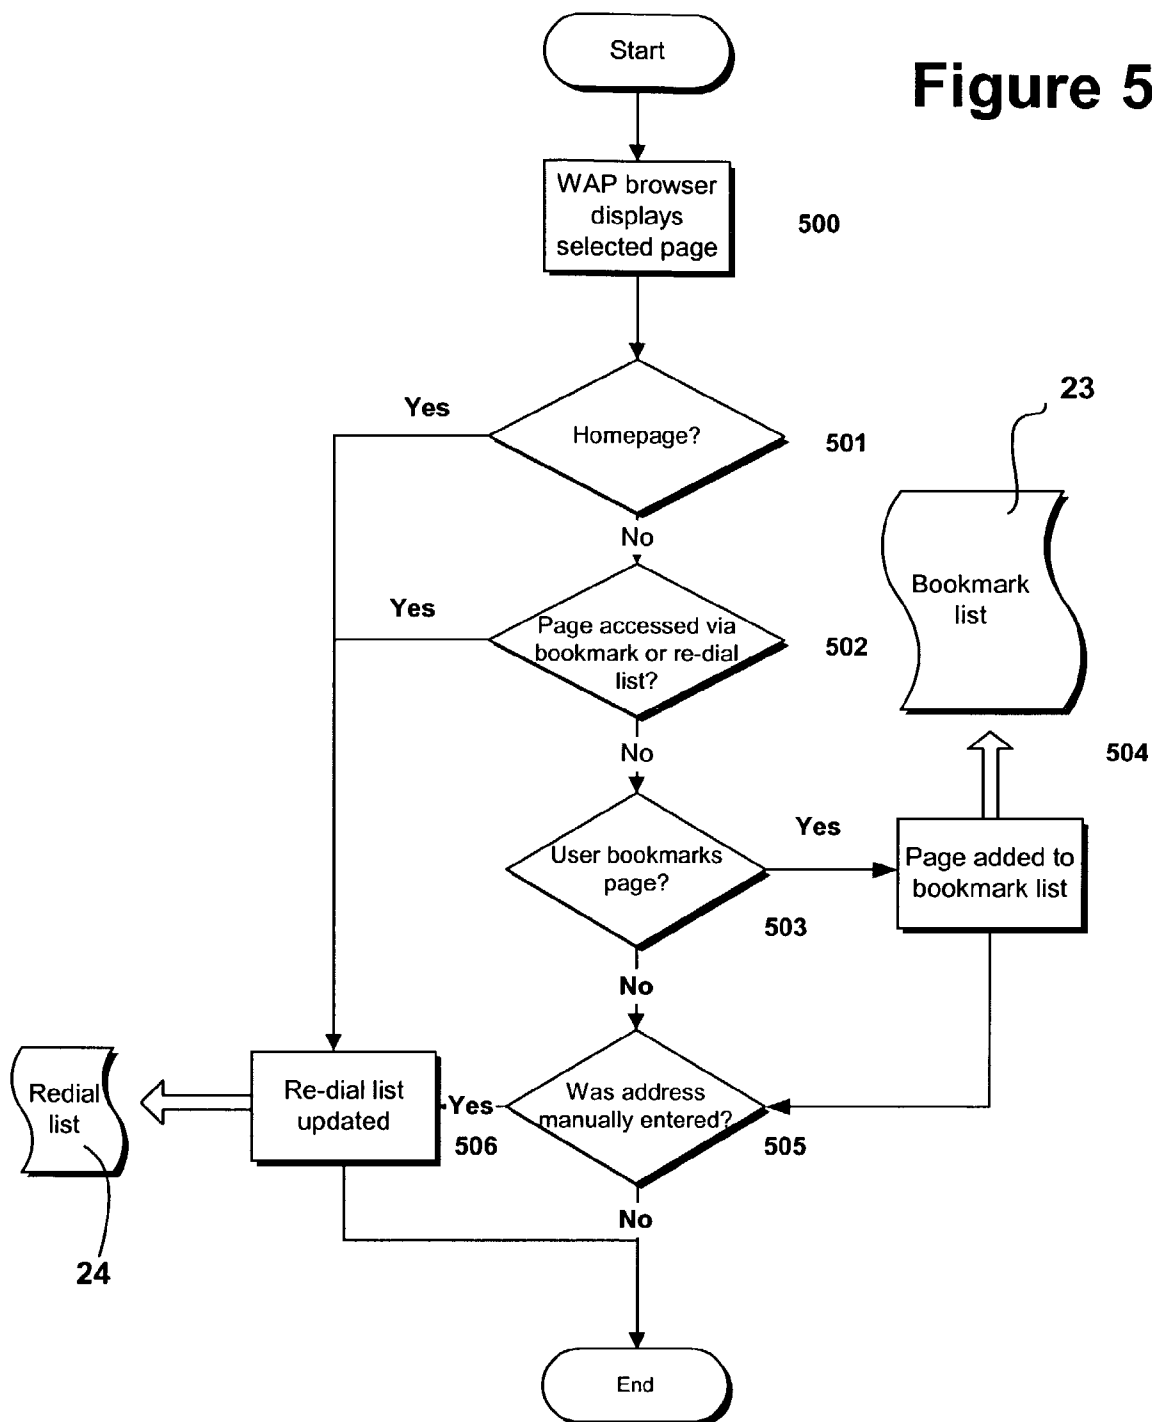 Start
Figure 5
WAP browser
displays
selected page
500
Yes
Homepage?
501
23
No
Bookmark
list
Yes
Page accessed via
bookmark or re-dial
list?
502
No
504
Yes
User bookmarks
page?
503
Page added to
bookmark list
No
Redial
list
Re-dial list
updated
Yes
506
Was address
manually entered?
505
No
24
End